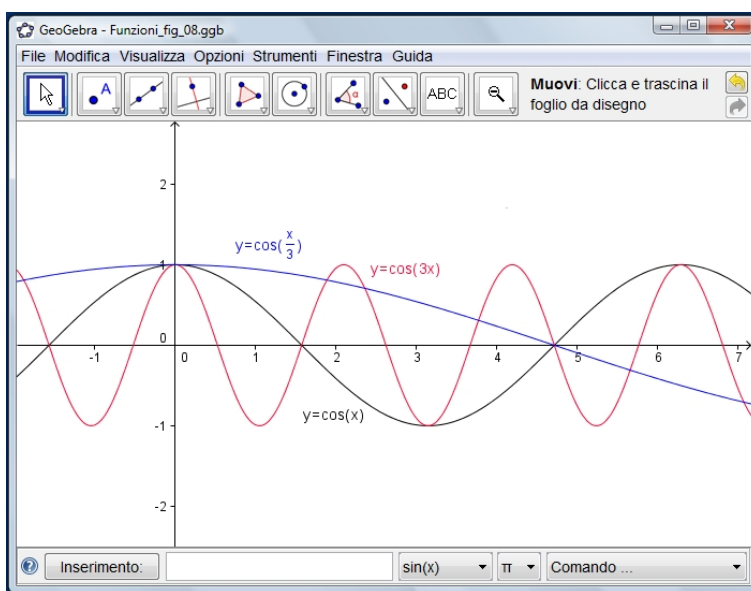 GeoGebra - Funzioni_fig_08.ggb
File Modifica Visualizza Opzioni Strumenti Finestra Guida
A
α
ABC
Muovi: Clicca e trascina il
foglio da disegno
2
y=cos(x/3)
y=cos(3x)
1
0
-1 0 1 2 3 4 5 6 7
y=cos(x)
-1
-2
Inserimento: sin(x) π Comando ...